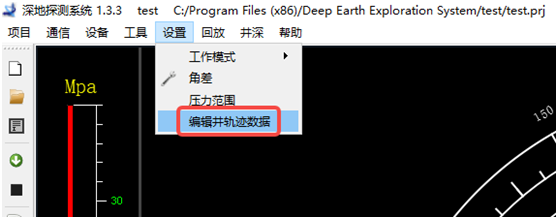 深地探测系统 1.3.3 test C:/Program Files (x86)/Deep Earth Exploration System/test/test.prj
项目 通信 设备 工具 设置 回放 井深 帮助
工作模式
角差
压力范围
编辑井轨迹数据
Mpa
30
150